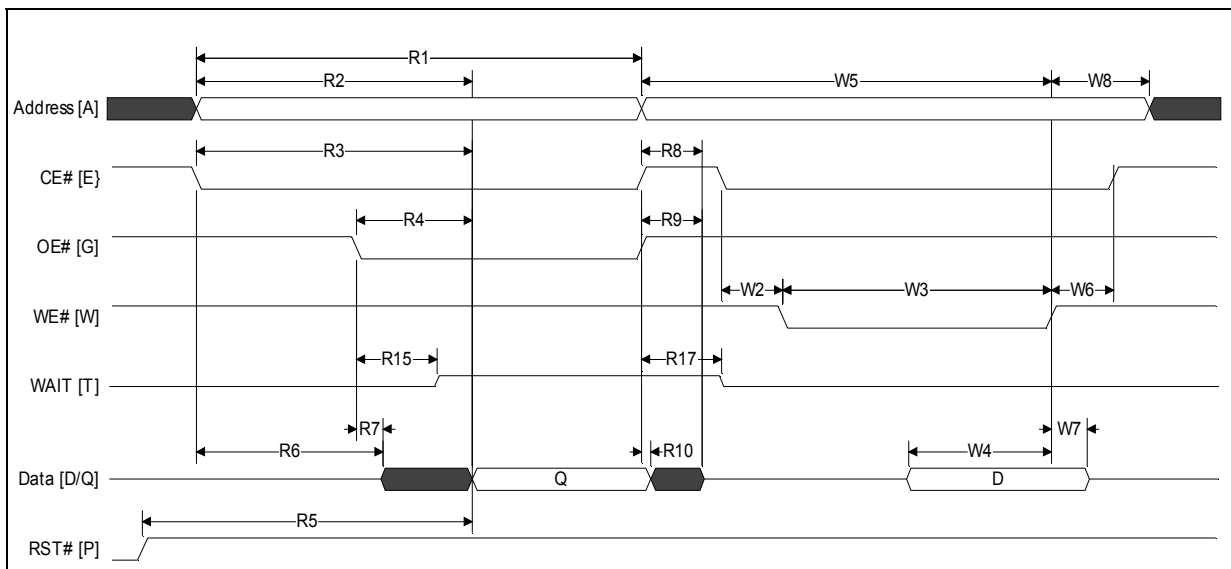 R1
R2
W5
W8
Address [A]
R3
R8
CE# [E}
R4
R9
OE# [G]
W2
W3
W6
WE# [W]
R15
R17
WAIT [T]
R7
W7
R6
R10
W4
Data [D/Q]
Q
D
R5
RST# [P]